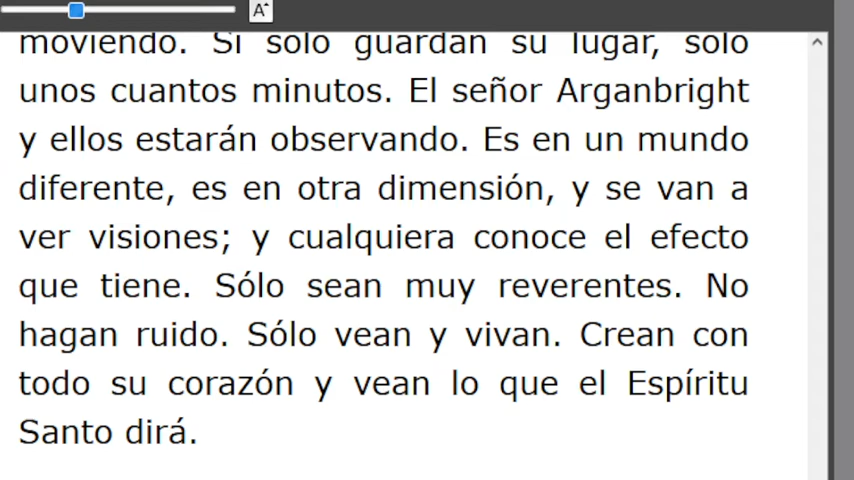 A
moviendo. Si sólo guardan su lugar, sólo
unos cuantos minutos. El señor Arganbright
y ellos estarán observando. Es en un mundo
diferente, es en otra dimensión, y se van a
ver visiones; y cualquiera conoce el efecto
que tiene. Sólo sean muy reverentes. No
hagan ruido. Sólo vean y vivan. Crean con
todo su corazón y vean lo que el Espíritu
Santo dirá.